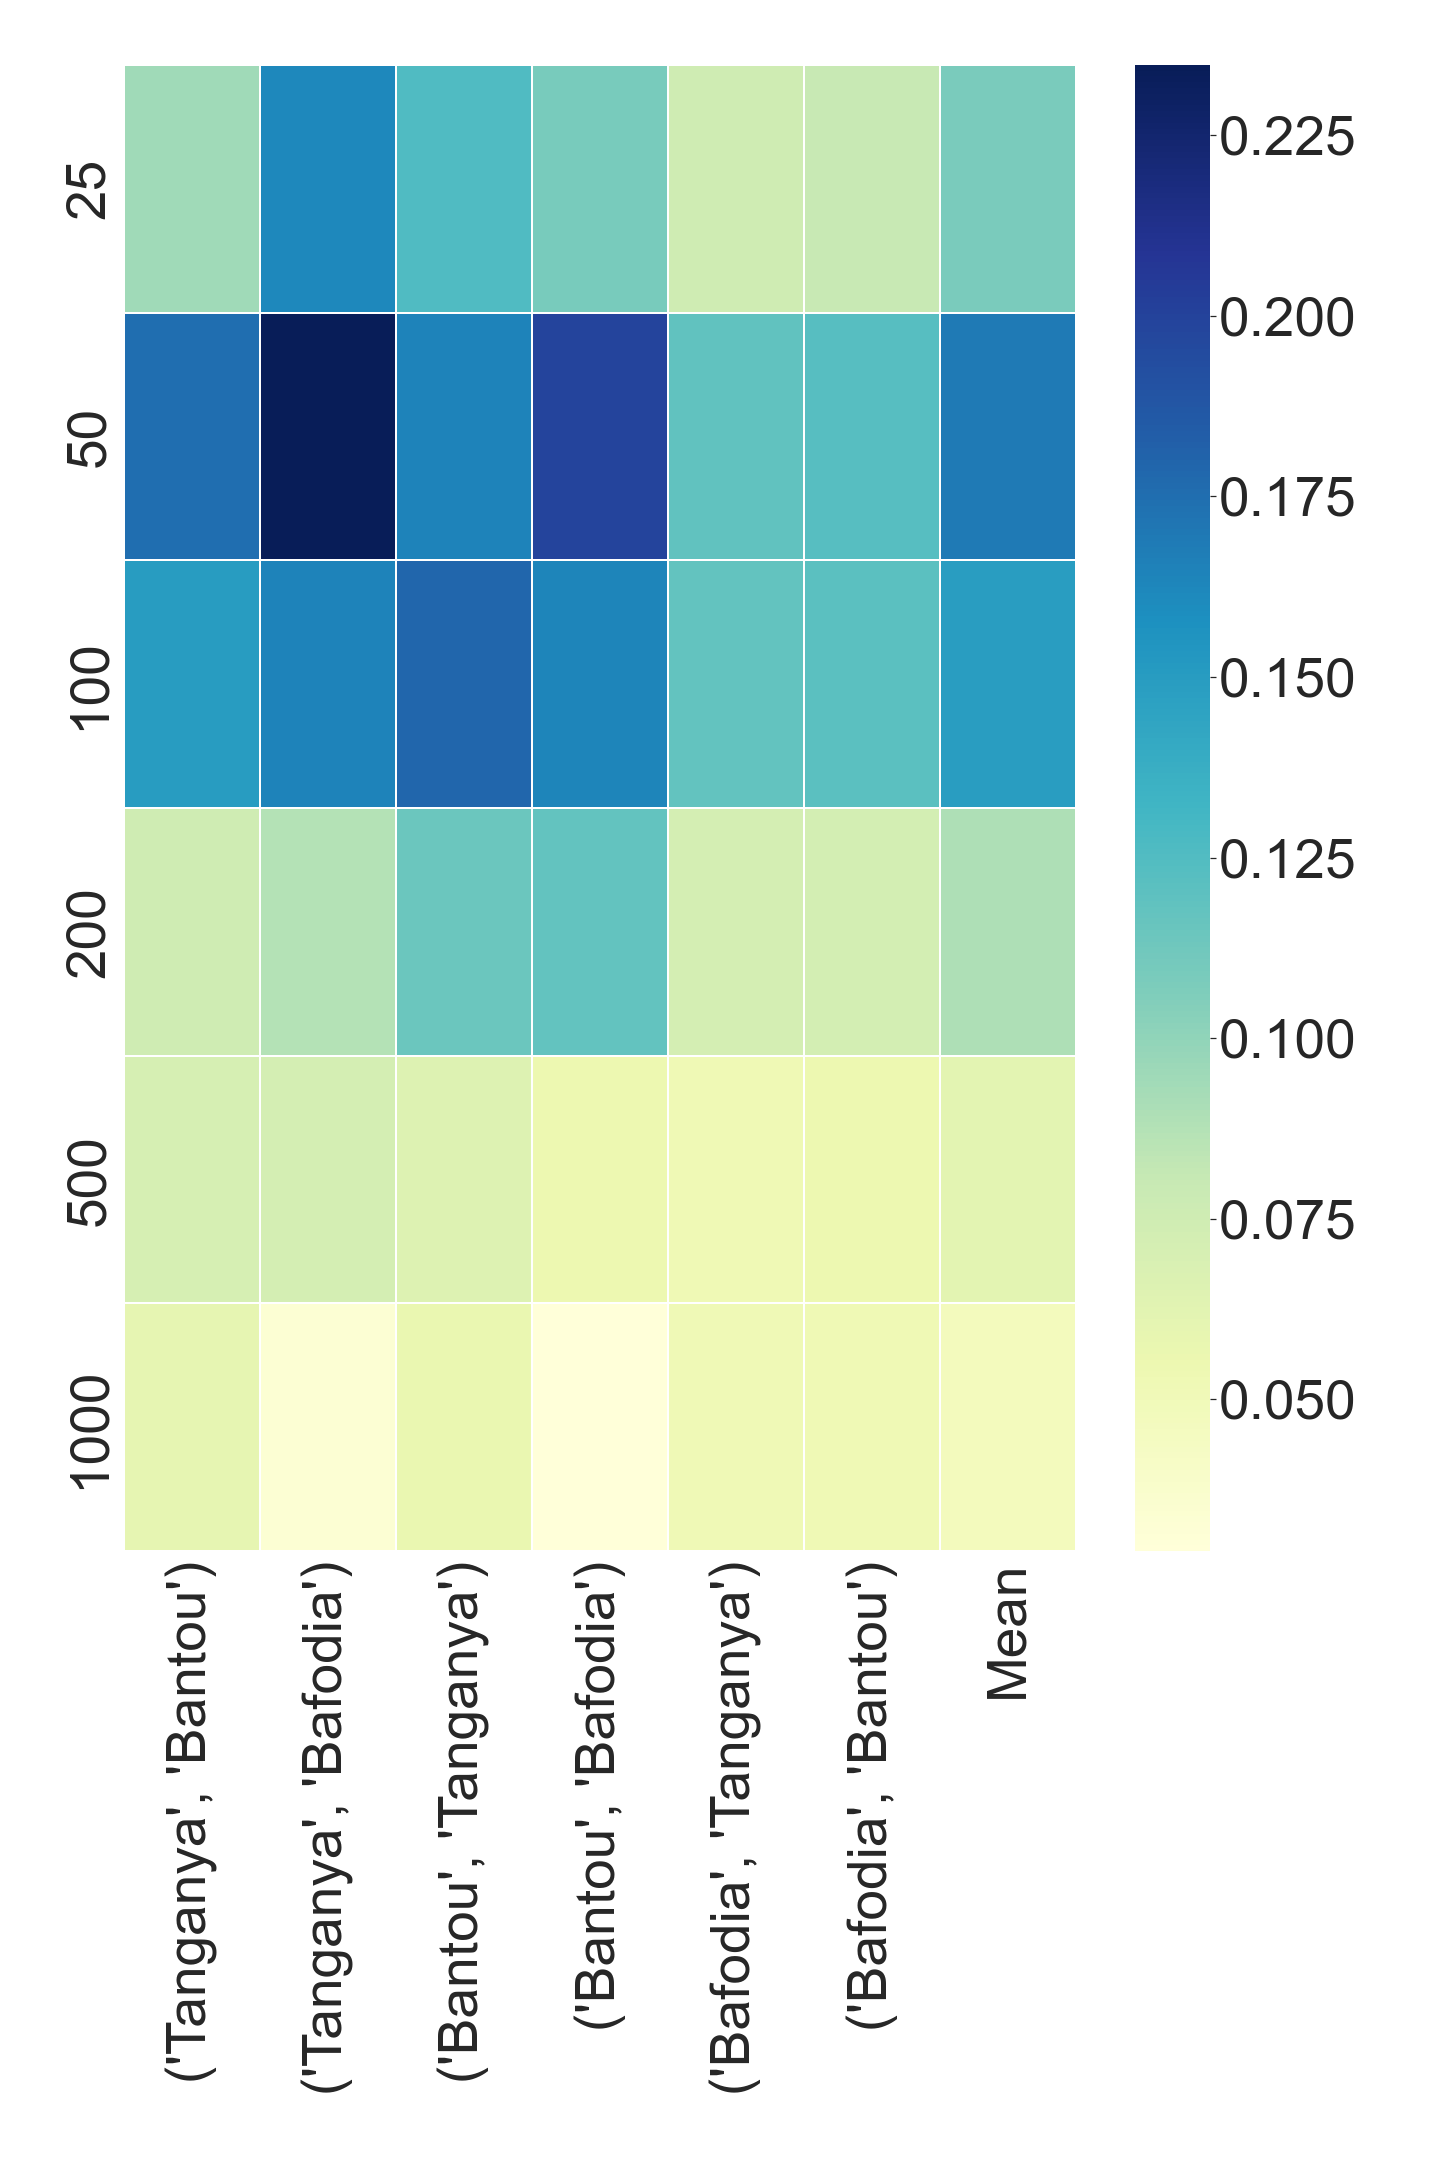 25
50
100
200
500
1000
('Tanganya', 'Bantou')
('Tanganya', 'Bafodia')
('Bantou', 'Tanganya')
('Bantou', 'Bafodia')
('Bafodia', 'Tanganya')
('Bafodia', 'Bantou')
Mean
0.225
0.200
0.175
0.150
0.125
0.100
0.075
0.050